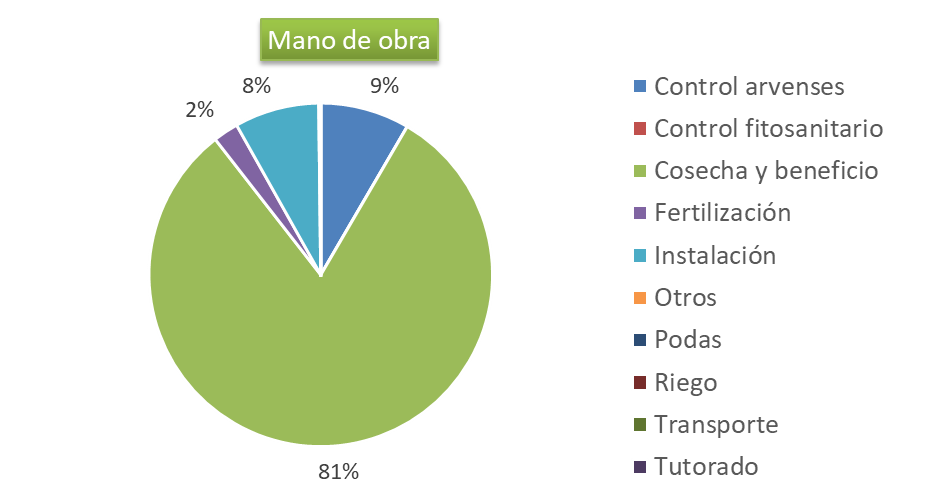 Mano de obra
8%
9%
2%
81%
Control arvenses
Control fitosanitario
Cosecha y beneficio
Fertilización
Instalación
Otros
Podas
Riego
Transporte
Tutorado